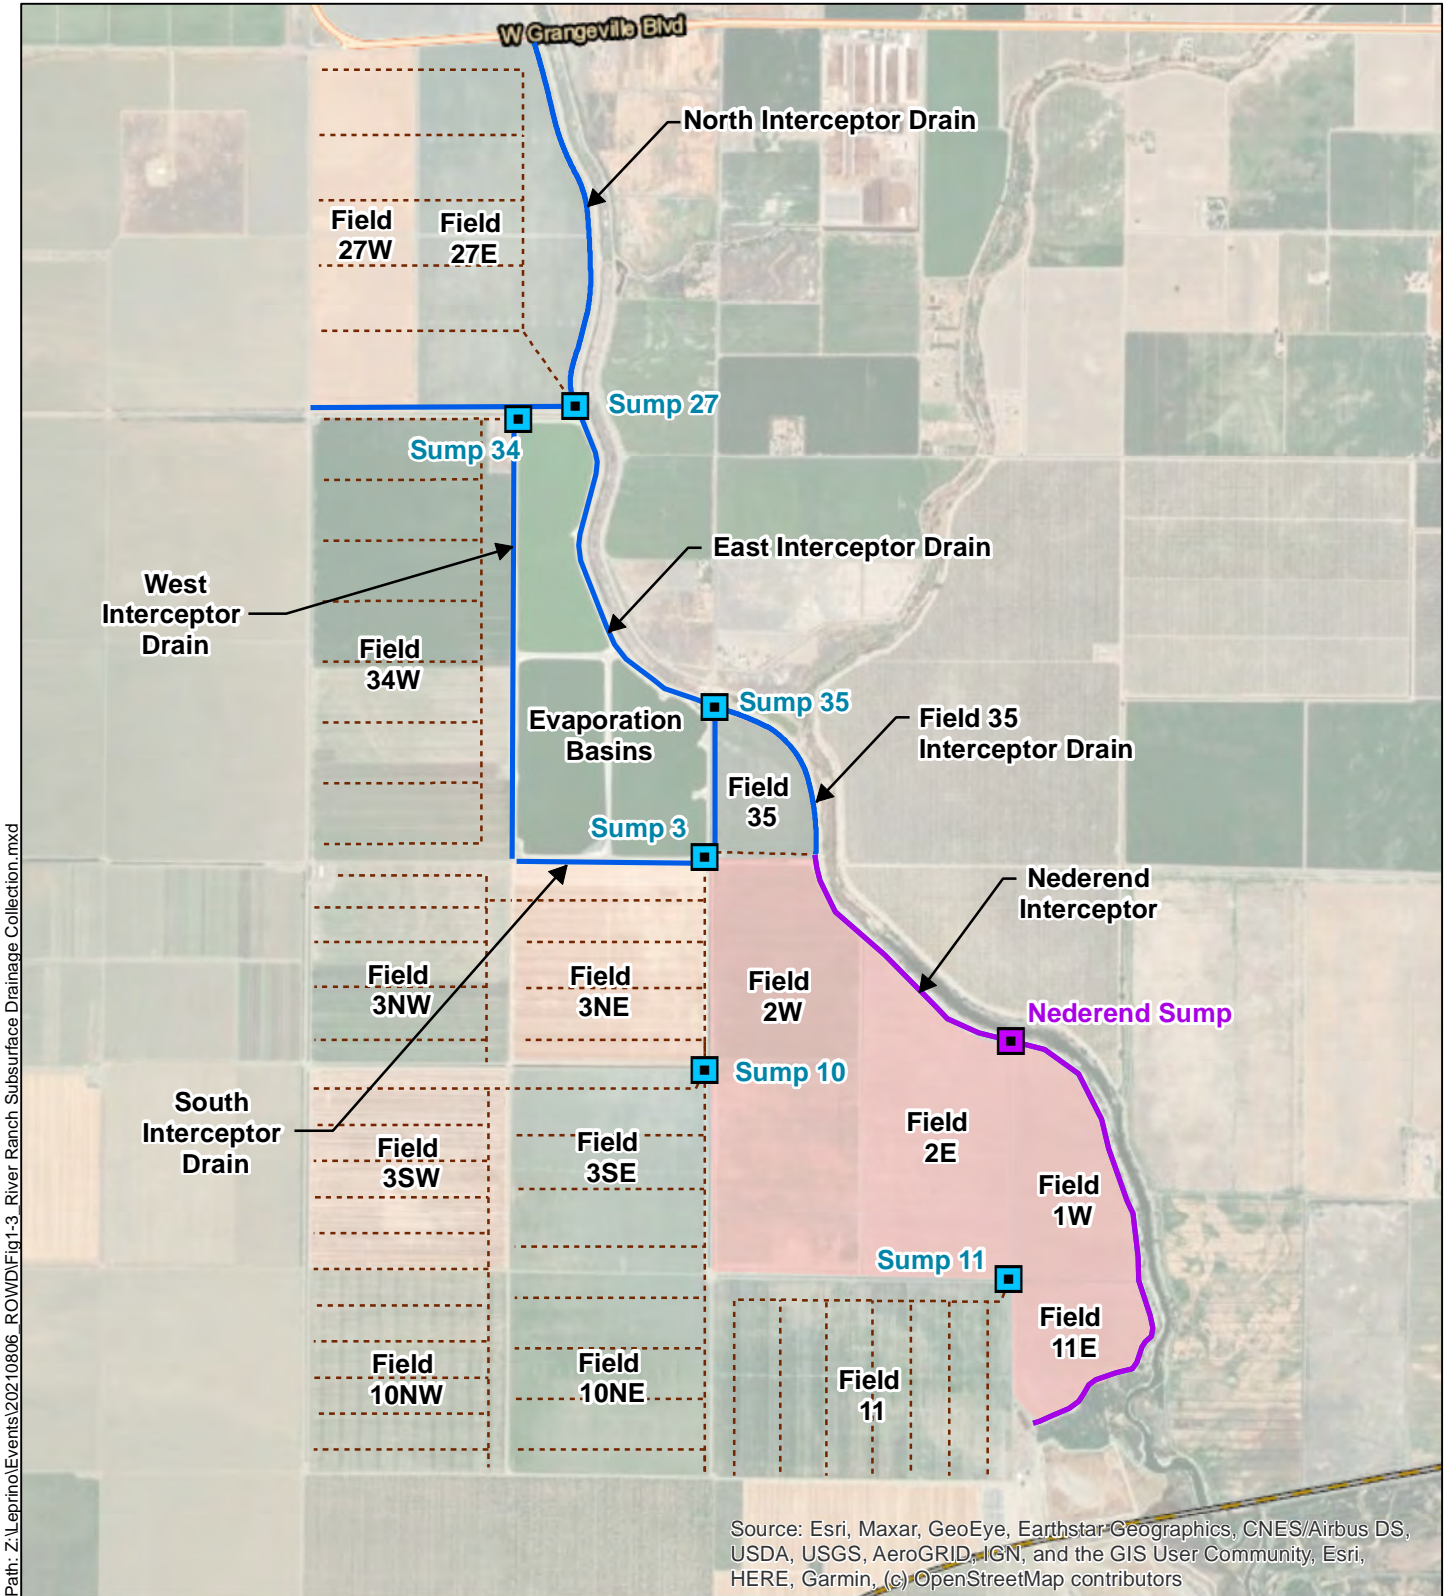 W Grangeville Blvd
North Interceptor Drain
Field
27W
Field
27E
Sump 27
Sump 34
East Interceptor Drain
West
Interceptor
Drain
Field
34W
Sump 35
Evaporation
Basins
Field 35
Interceptor Drain
Field
35
Sump 3
Nederend
Interceptor
Field
3NW
Field
3NE
Field
2W
Nederend Sump
Sump 10
South
Interceptor
Drain
Field
3SW
Field
3SE
Field
2E
Field
1W
Sump 11
Field
11E
Field
10NW
Field
10NE
Field
11
Source: Esri, Maxar, GeoEye, Earthstar Geographics, CNES/Airbus DS,
USDA, USGS, AeroGRID, IGN, and the GIS User Community, Esri,
HERE, Garmin, (c) OpenStreetMap contributors
Path: Z:\Leprino\Events\20210806_ROWD\Fig1-3_River Ranch Subsurface Drainage Collection.mxd